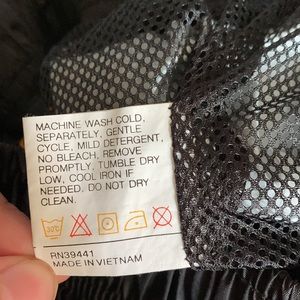 MACHINE WASH COLD,
SEPARATELY, GENTLE
CYCLE, MILD DETERGENT,
NO BLEACH, REMOVE
PROMPTLY, TUMBLE DRY
LOW, COOL IRON IF
NEEDED, DO NOT DRY
CLEAN.
30°C
RN39441
MADE IN VIETNAM